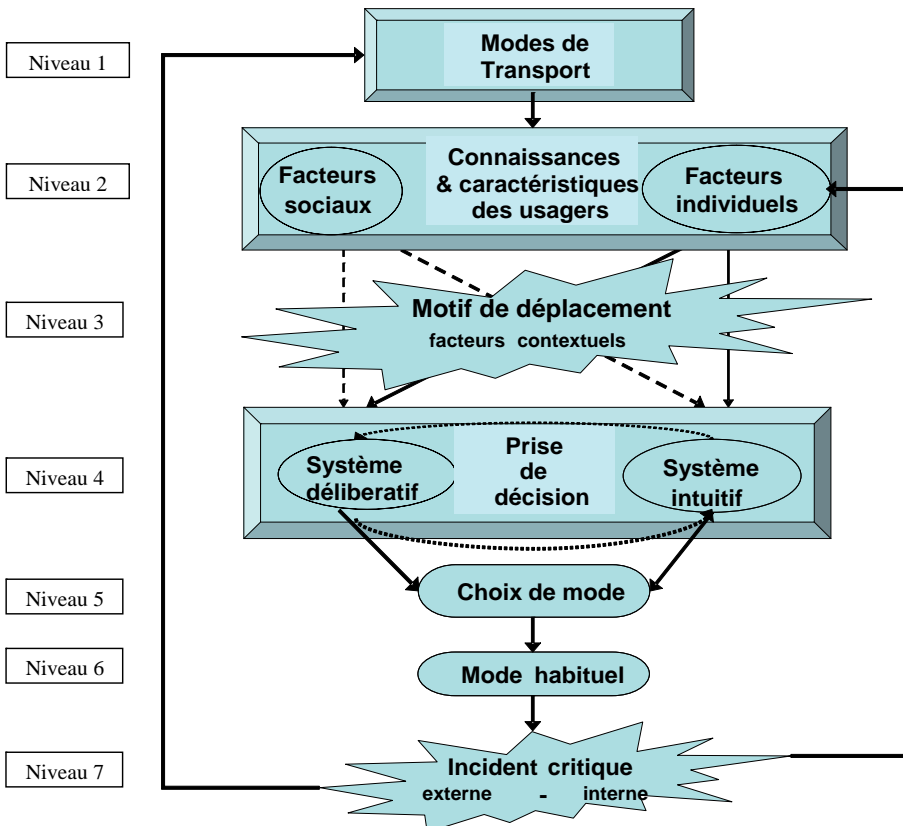 Niveau 1
Modes de
Transport
Niveau 2
Facteurs
sociaux
Connaissances
& caractéristiques
des usagers
Facteurs
individuels
Niveau 3
Motif de déplacement
facteurs contextuels
Niveau 4
Système
déliberatif
Prise
de
décision
Système
intuitif
Niveau 5
Choix de mode
Niveau 6
Mode habituel
Niveau 7
Incident critique
externe - interne